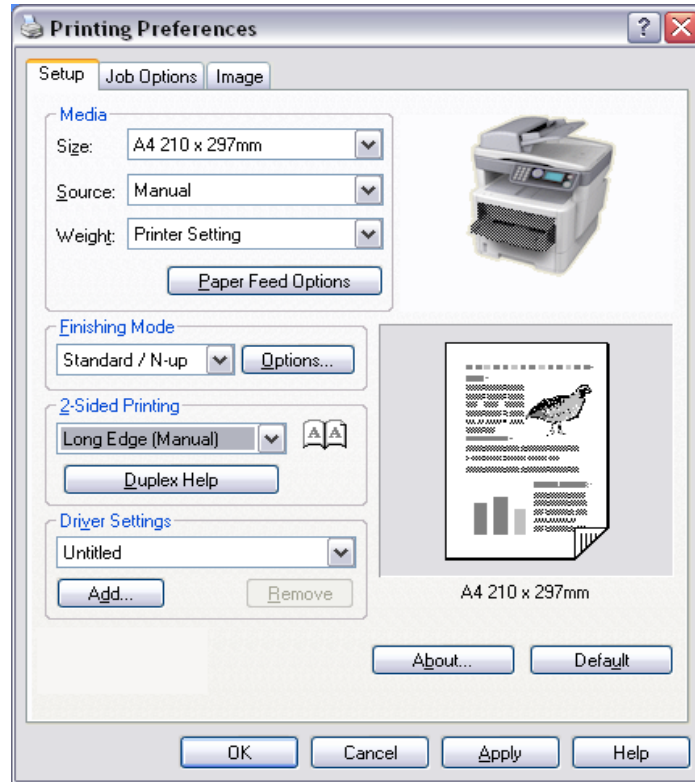 Printing Preferences
Setup
Job Options
Image
Media
Size:
A4 210 x 297mm
Source:
Manual
Weight:
Printer Setting
Paper Feed Options
Finishing Mode
Standard / N-up
Options...
2-Sided Printing
Long Edge (Manual)
A A
Duplex Help
Driver Settings
Untitled
Add...
Remove
A4 210 x 297mm
About...
Default
OK
Cancel
Apply
Help